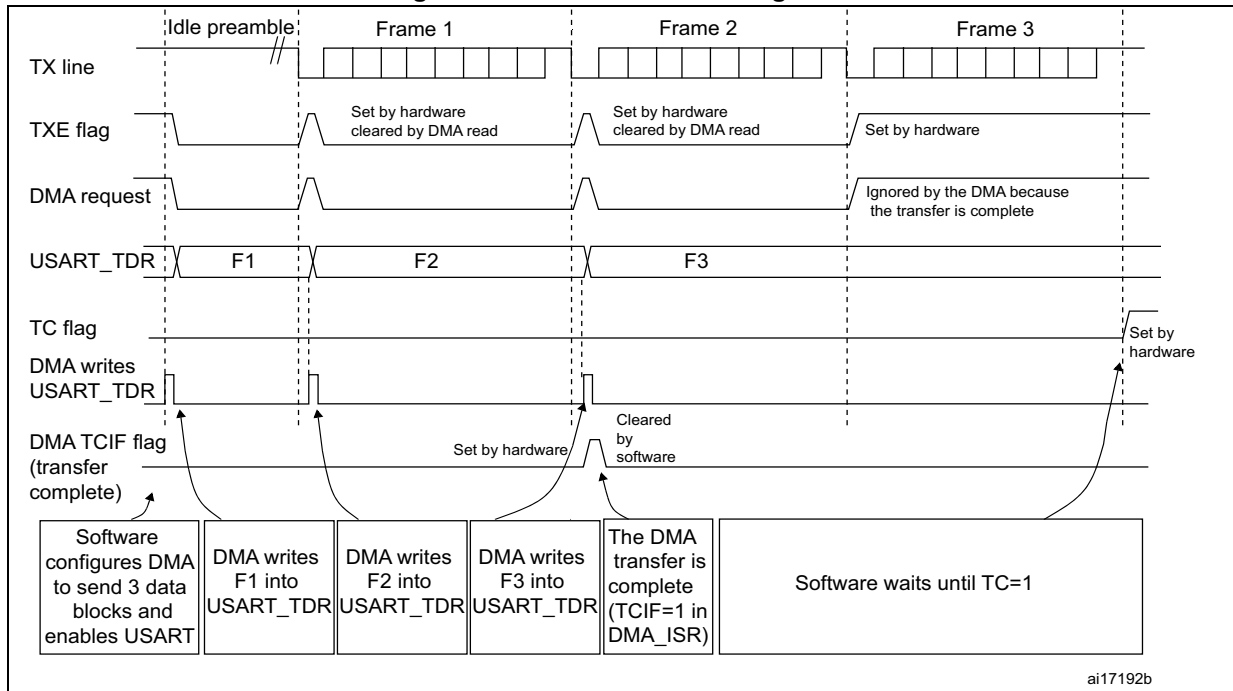 Idle preamble
Frame 1
Frame 2
Frame 3
TX line
TXE flag
Set by hardware
cleared by DMA read
Set by hardware
cleared by DMA read
Set by hardware
DMA request
Ignored by the DMA because
the transfer is complete
USART_TDR
F1
F2
F3
TC flag
Set by
hardware
DMA writes
USART_TDR
DMA TCIF flag
(transfer
complete)
Set by hardware
Cleared
by
software
Software
configures DMA
to send 3 data
blocks and
enables USART
DMA writes
F1 into
USART_TDR
DMA writes
F2 into
USART_TDR
DMA writes
F3 into
USART_TDR
The DMA
transfer is
complete
(TCIF=1 in
DMA_ISR)
Software waits until TC=1
ai17192b